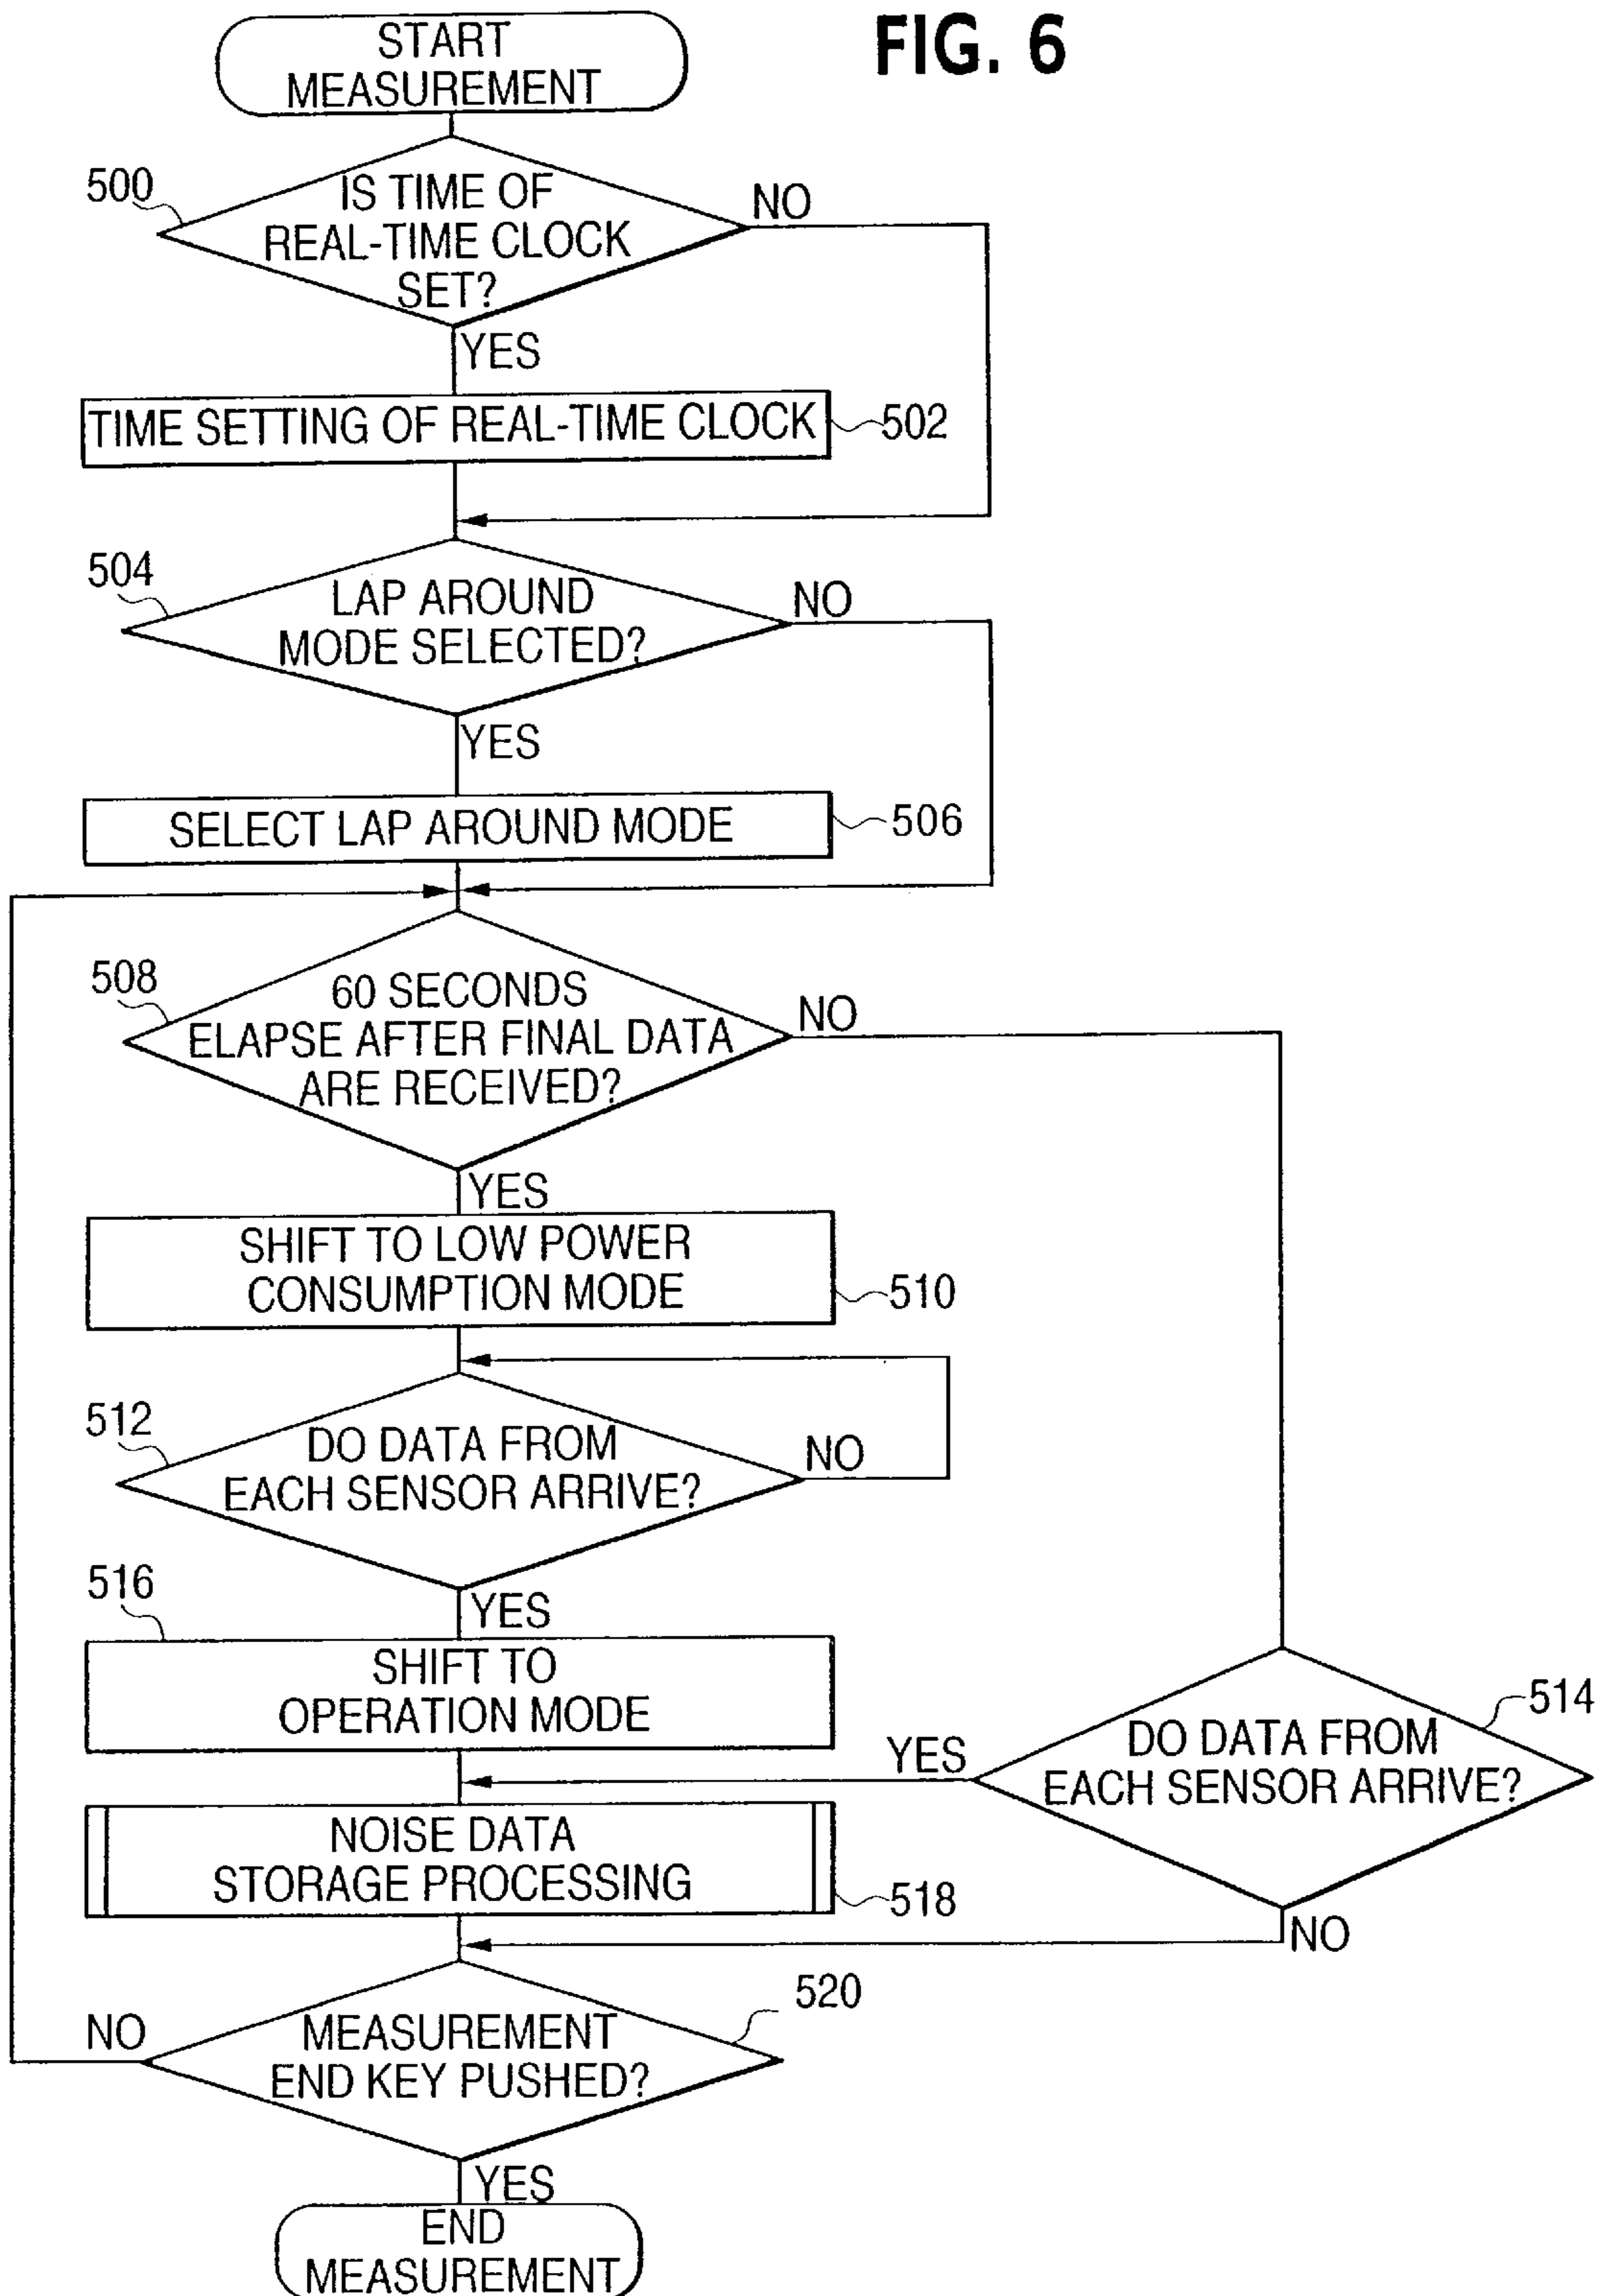 FIG. 6
START
MEASUREMENT
500
IS TIME OF
REAL-TIME CLOCK
SET?
NO
YES
TIME SETTING OF REAL-TIME CLOCK
502
504
LAP AROUND
MODE SELECTED?
NO
YES
SELECT LAP AROUND MODE
506
508
60 SECONDS
ELAPSE AFTER FINAL DATA
ARE RECEIVED?
NO
YES
SHIFT TO LOW POWER
CONSUMPTION MODE
510
512
DO DATA FROM
EACH SENSOR ARRIVE?
NO
YES
516
SHIFT TO
OPERATION MODE
514
DO DATA FROM
EACH SENSOR ARRIVE?
YES
NO
NOISE DATA
STORAGE PROCESSING
518
520
MEASUREMENT
END KEY PUSHED?
NO
YES
END
MEASUREMENT